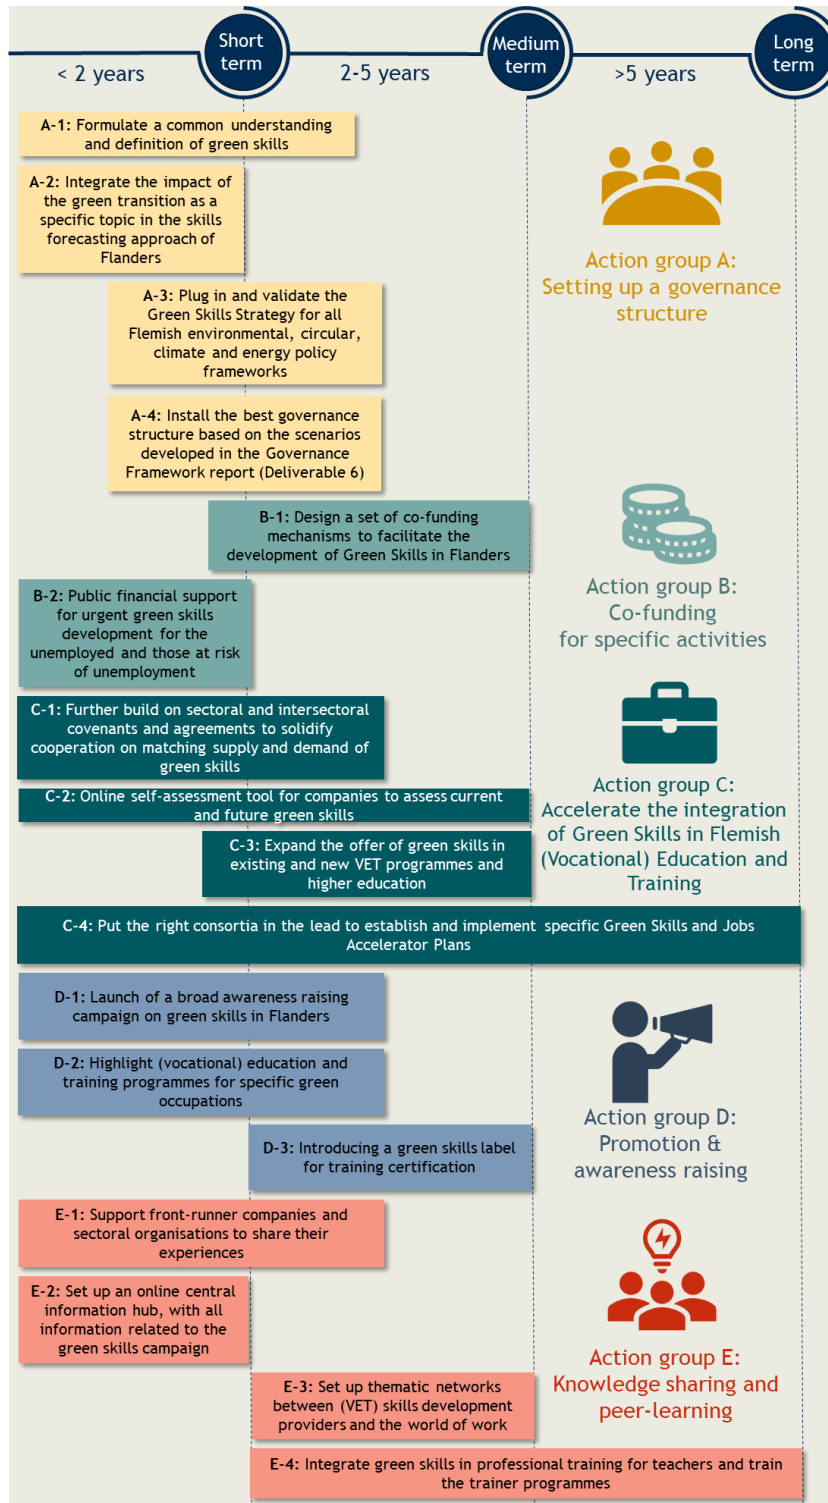 Short
term
Medium
term
Long
term
< 2 years
2-5 years
>5 years
A-1: Formulate a common understanding
and definition of green skills
A-2: Integrate the impact of
the green transition as a
specific topic in the skills
forecasting approach of
Flanders
A-3: Plug in and validate the
Green Skills Strategy for all
Flemish environmental, circular,
climate and energy policy
frameworks
A-4: Install the best governance
structure based on the scenarios
developed in the Governance
Framework report (Deliverable 6)
Action group A:
Setting up a governance
structure
B-1: Design a set of co-funding
mechanisms to facilitate the
development of Green Skills in Flanders
B-2: Public financial support
for urgent green skills
development for the
unemployed and those at risk
of unemployment
Action group B:
Co-funding
for specific activities
C-1: Further build on sectoral and intersectoral
covenants and agreements to solidify
cooperation on matching supply and demand of
green skills
C-2: Online self-assessment tool for companies to assess current
and future green skills
C-3: Expand the offer of green skills in
existing and new VET programmes and
higher education
Action group C:
Accelerate the integration
of Green Skills in Flemish
(Vocational) Education and
Training
C-4: Put the right consortia in the lead to establish and implement specific Green Skills and Jobs
Accelerator Plans
D-1: Launch of a broad awareness raising
campaign on green skills in Flanders
D-2: Highlight (vocational) education and
training programmes for specific green
occupations
D-3: Introducing a green skills label
for training certification
Action group D:
Promotion &
awareness raising
E-1: Support front-runner companies and
sectoral organisations to share their
experiences
E-2: Set up an online central
information hub, with all
information related to the
green skills campaign
E-3: Set up thematic networks
between (VET) skills development
providers and the world of work
Action group E:
Knowledge sharing and
peer-learning
E-4: Integrate green skills in professional training for teachers and train
the trainer programmes